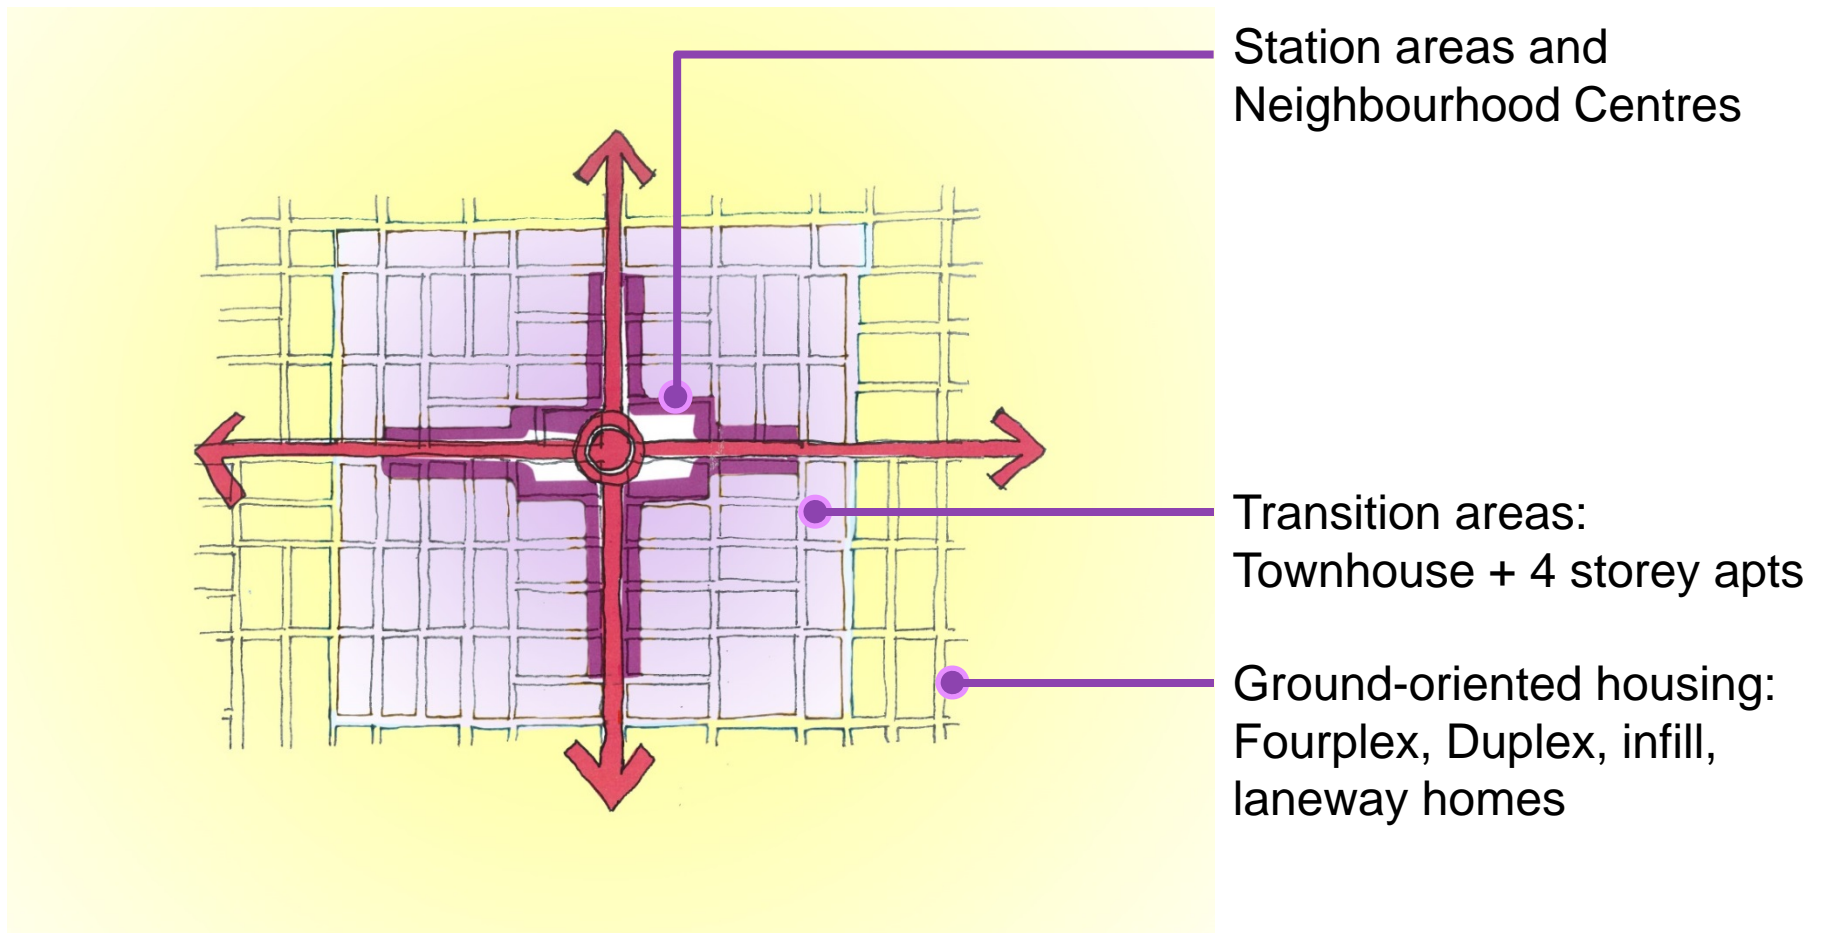 Station areas and
Neighbourhood Centres
Transition areas:
Townhouse + 4 storey apts
Ground-oriented housing:
Fourplex, Duplex, infill,
laneway homes